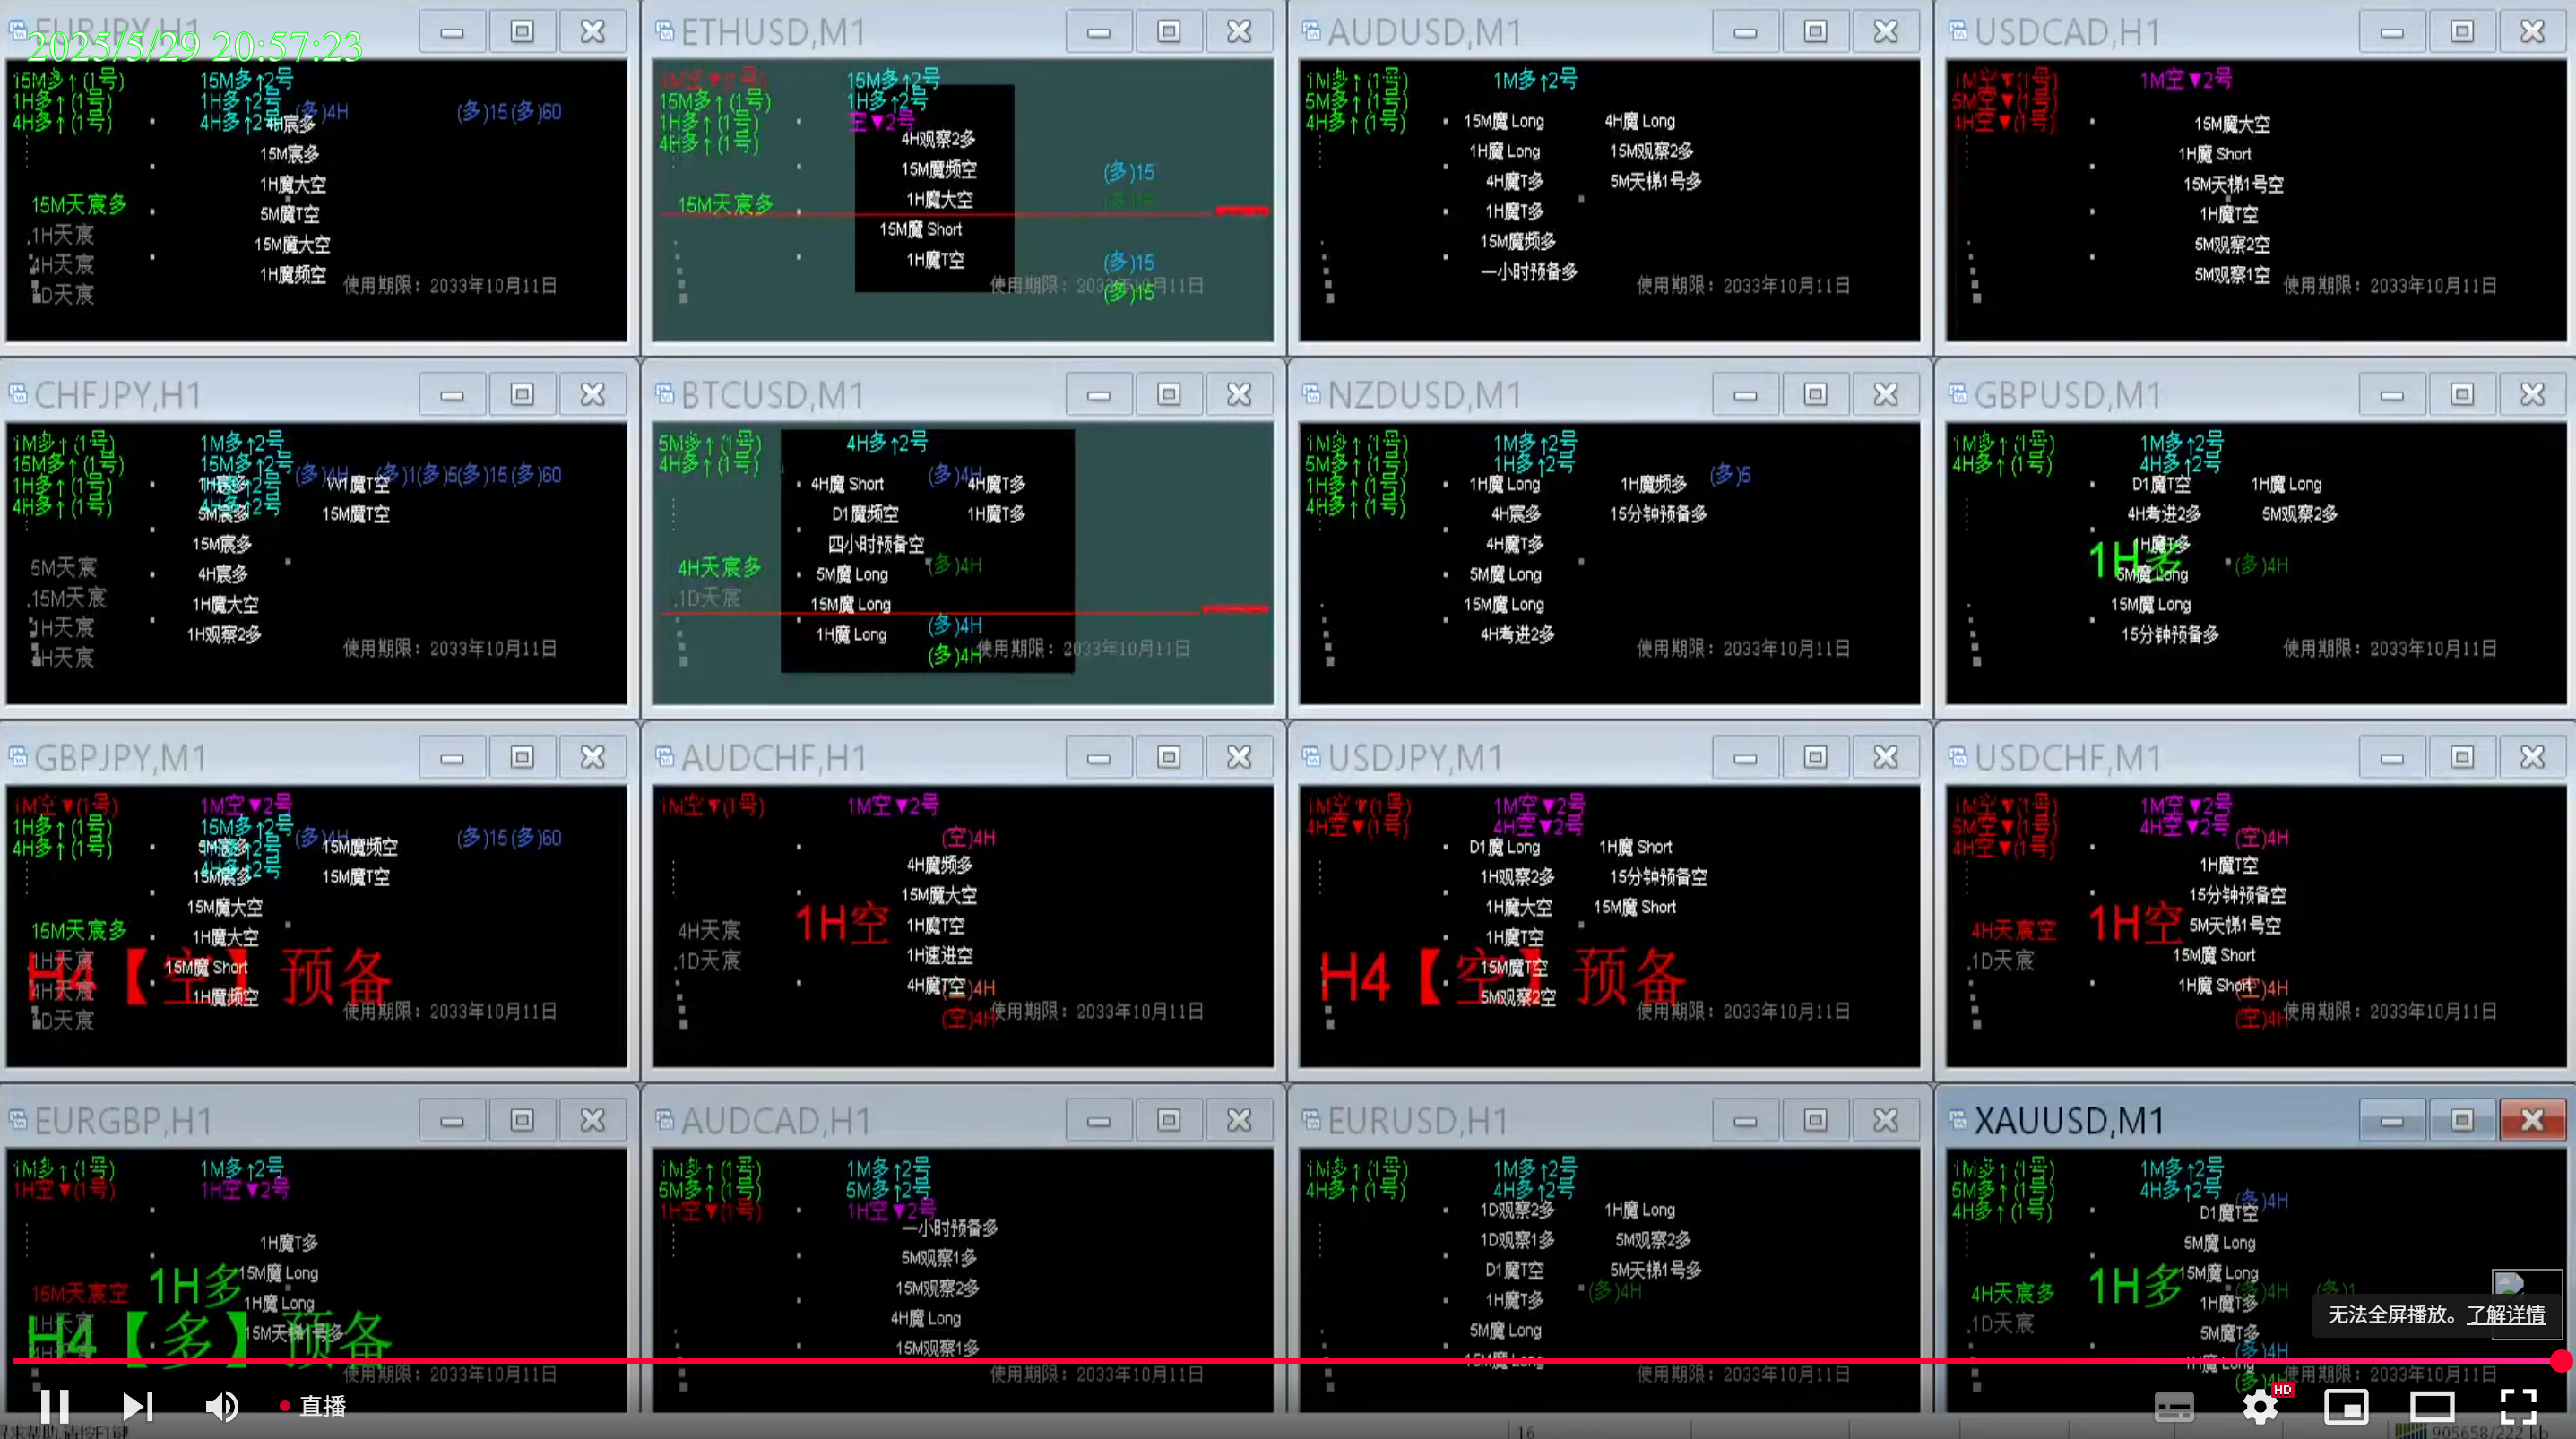 EURJPY,H1
2025/5/29 20:57:23
15M多↑(1号)
1H多↑(1号)
4H多↑(1号)
15M多↑2号
1H多↑2号
4H多↑2号
(多)4H
(多)15(多)60
4H宸多
15M宸多
1H魔大空
5M魔T空
15M魔大空
1H魔频空
15M天宸多
1H天宸
4H天宸
1D天宸
使用期限：2033年10月11日
ETHUSD,M1
1M空▼(1号)
15M多↑(1号)
1H多↑(1号)
4H多↑(1号)
15M多↑2号
1H多↑2号
空▼2号
4H观察2多
15M魔频空
1H魔大空
15M魔 Short
1H魔T空
15M天宸多
(多)15
(多)15
(多)15
使用期限：2033年10月11日
AUDUSD,M1
1M多↑(1号)
5M多↑(1号)
4H多↑(1号)
1M多↑2号
15M魔 Long
1H魔 Long
4H魔T多
1H魔T多
15M魔频多
一小时预备多
4H魔 Long
15M观察2多
5M天梯1号多
使用期限：2033年10月11日
USDCAD,H1
1M空▼(1号)
5M空▼(1号)
4H空▼(1号)
1M空▼2号
15M魔大空
1H魔 Short
15M天梯1号空
1H魔T空
5M观察2空
5M观察1空
使用期限：2033年10月11日
CHFJPY,H1
1M多↑(1号)
15M多↑(1号)
1H多↑(1号)
4H多↑(1号)
1M多↑2号
15M多↑2号
1H多↑2号
4H多↑2号
(多)4H
(多)1(多)5(多)15(多)60
1H宸多
5M宸多
15M宸多
4H宸多
1H魔大空
1H观察2多
W1魔T空
15M魔T空
5M天宸
15M天宸
1H天宸
4H天宸
使用期限：2033年10月11日
BTCUSD,M1
5M多↑(1号)
4H多↑(1号)
4H多↑2号
4H魔 Short
D1魔频空
四小时预备空
5M魔 Long
15M魔 Long
1H魔 Long
(多)4H
4H魔T多
1H魔T多
(多)4H
(多)4H
(多)4H
4H天宸多
1D天宸
使用期限：2033年10月11日
NZDUSD,M1
1M多↑(1号)
5M多↑(1号)
1H多↑(1号)
4H多↑(1号)
1M多↑2号
1H多↑2号
(多)5
1H魔 Long
4H宸多
4H魔T多
5M魔 Long
15M魔 Long
4H考进2多
1H魔频多
15分钟预备多
使用期限：2033年10月11日
GBPUSD,M1
1M多↑(1号)
4H多↑(1号)
1M多↑2号
4H多↑2号
D1魔T空
4H考进2多
1H魔T多
5M魔 Long
15M魔 Long
15分钟预备多
1H魔 Long
5M观察2多
1H多
(多)4H
使用期限：2033年10月11日
GBPJPY,M1
1M空▼(1号)
1H多↑(1号)
4H多↑(1号)
1M空▼2号
15M多↑2号
4H多↑2号
(多)4H
(多)15(多)60
5M宸多
15M宸多
15M魔大空
1H魔大空
15M魔 Short
1H魔频空
15M魔频空
15M魔T空
15M天宸多
1H天宸
4H天宸
1D天宸
H4【空】预备
使用期限：2033年10月11日
AUDCHF,H1
1M空▼(1号)
1M空▼2号
(空)4H
4H魔频多
15M魔大空
1H魔T空
1H速进空
4H魔T空
1H空
4H天宸
1D天宸
(空)4H
(空)4H
使用期限：2033年10月11日
USDJPY,M1
1M空▼(1号)
4H空▼(1号)
1M空▼2号
4H空▼2号
D1魔 Long
1H观察2多
1H魔大空
1H魔T空
15M魔T空
5M观察2空
1H魔 Short
15分钟预备空
15M魔 Short
H4【空】预备
使用期限：2033年10月11日
USDCHF,M1
1M空▼(1号)
5M空▼(1号)
4H空▼(1号)
1M空▼2号
4H空▼2号
(空)4H
1H魔T空
15分钟预备空
5M天梯1号空
15M魔 Short
1H魔 Short
1H空
4H天宸空
1D天宸
(空)4H
(空)4H
使用期限：2033年10月11日
EURGBP,H1
1M多↑(1号)
1H空▼(1号)
1M多↑2号
1H空▼2号
1H魔T多
15M魔 Long
1H魔 Long
15M天梯1号多
15M天宸空
1H天宸
1H多
H4【多】预备
使用期限：2033年10月11日
AUDCAD,H1
1M多↑(1号)
5M多↑(1号)
1H空▼(1号)
1M多↑2号
5M多↑2号
1H空▼2号
一小时预备多
5M观察1多
15M观察2多
4H魔 Long
15M观察1多
使用期限：2033年10月11日
EURUSD,H1
1M多↑(1号)
4H多↑(1号)
1M多↑2号
4H多↑2号
1D观察2多
1D观察1多
D1魔T空
1H魔T多
5M魔 Long
15M魔 Long
1H魔 Long
5M观察2多
5M天梯1号多
(多)4H
使用期限：2033年10月11日
XAUUSD,M1
1M多↑(1号)
5M多↑(1号)
4H多↑(1号)
1M多↑2号
4H多↑2号
(多)4H
D1魔T空
5M魔 Long
15M魔 Long
1H魔T多
5M魔T多
1H魔 Long
1H多
4H天宸多
1D天宸
(多)4H
(多)1
(多)4H
(多)4H
使用期限：2033年10月11日
无法全屏播放。了解详情
直播
HD
16
905658/222 kb